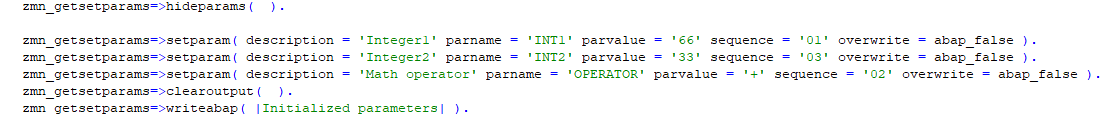 zmn_getsetparams=>hideparams(  ).
zmn_getsetparams=>setparam( description = 'Integer1' parname = 'INT1' parvalue = '66' sequence = '01' overwrite = abap_false ).
zmn_getsetparams=>setparam( description = 'Integer2' parname = 'INT2' parvalue = '33' sequence = '03' overwrite = abap_false ).
zmn_getsetparams=>setparam( description = 'Math operator' parname = 'OPERATOR' parvalue = '+' sequence = '02' overwrite = abap_false ).
zmn_getsetparams=>clearoutput(  ).
zmn_getsetparams=>writeabap( |Initialized parameters| ).